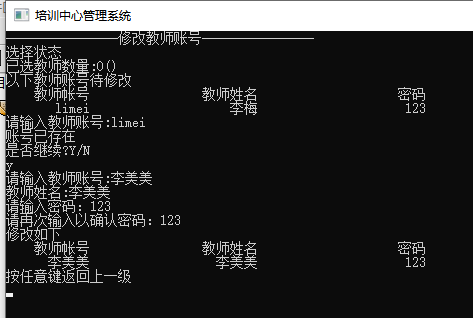 培训中心管理系统
————————修改教师账号————————
选择状态
已选教师数量:0()
以下教师账号待修改
教师帐号 教师姓名 密码
limei 李梅 123
请输入教师账号:limei
账号已存在
是否继续?Y/N
y
请输入教师账号:李美美
教师姓名:李美美
请输入密码: 123
请再次输入以确认密码: 123
修改如下
教师帐号 教师姓名 密码
李美美 李美美 123
按任意键返回上一级